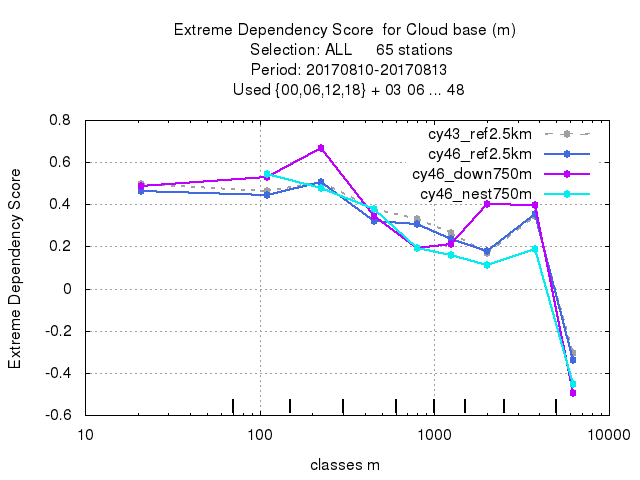 Extreme Dependency Score  for Cloud base (m)
Selection: ALL     65 stations
Period: 20170810-20170813
Used {00,06,12,18} + 03 06 ... 48
cy43_ref2.5km
cy46_ref2.5km
cy46_down750m
cy46_nest750m
Extreme Dependency Score
0.8
0.6
0.4
0.2
0
-0.2
-0.4
-0.6
10
100
1000
10000
classes m